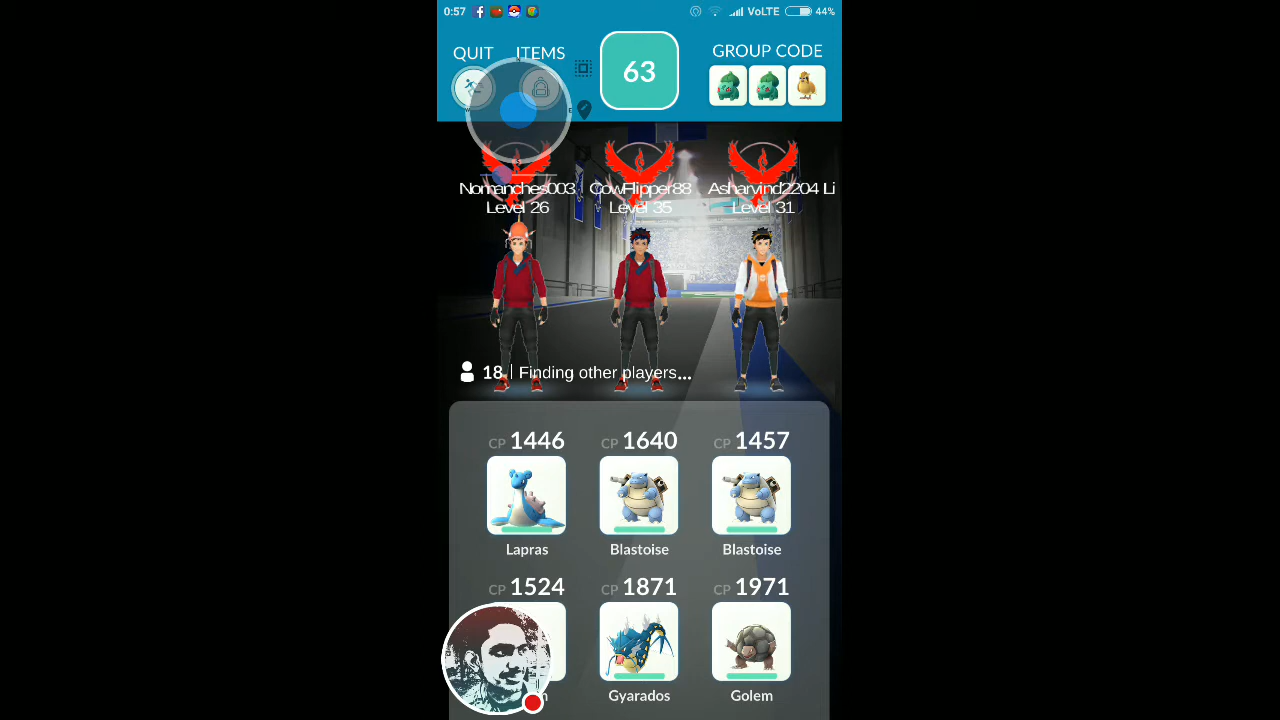 0:57 VoLTE 44%
QUIT ITEMS 63 GROUP CODE
Nomanches003 CowFlipper88 Asharvind2204 Li
Level 26 Level 35 Level 31
18 | Finding other players...
CP 1446 CP 1640 CP 1457
Lapras Blastoise Blastoise
CP 1524 CP 1871 CP 1971
Gyarados Golem